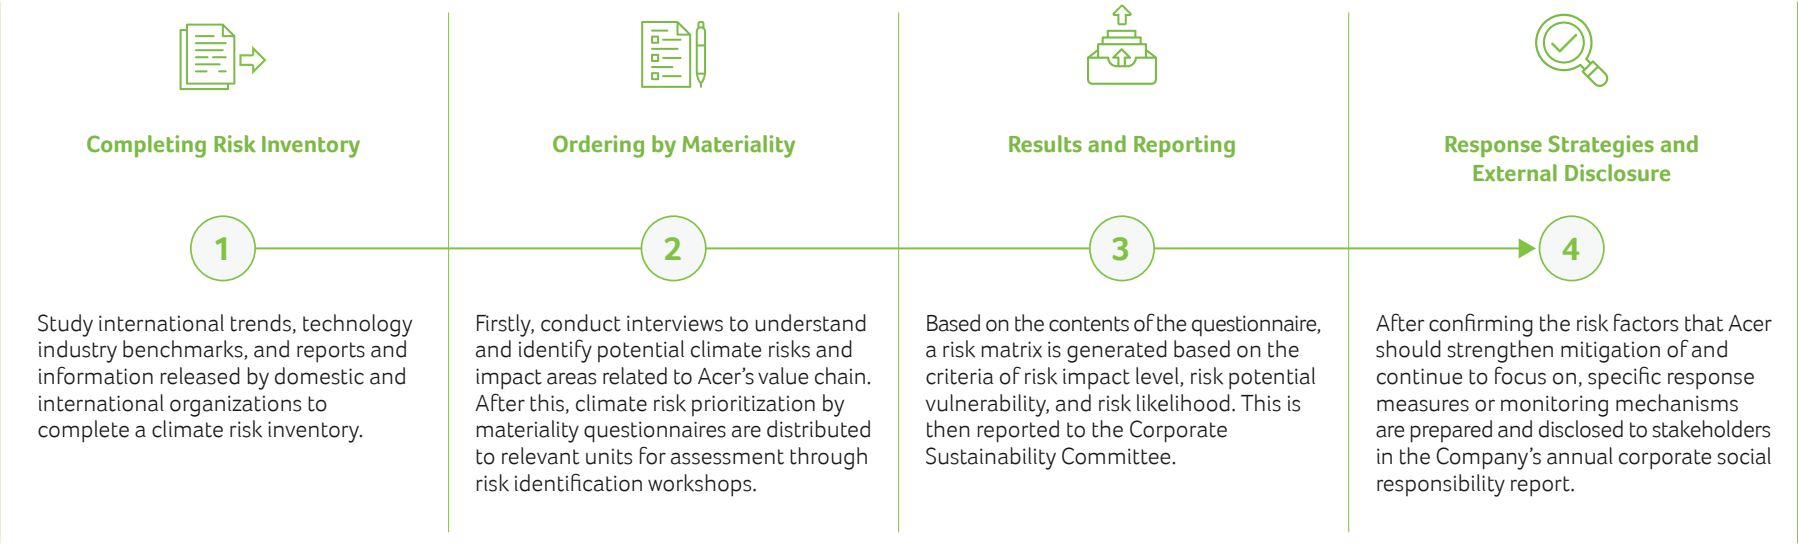 Completing Risk Inventory
1
Study international trends, technology
industry benchmarks, and reports and
information released by domestic and
international organizations to
complete a climate risk inventory.
Ordering by Materiality
2
Firstly, conduct interviews to understand
and identify potential climate risks and
impact areas related to Acer’s value chain.
After this, climate risk prioritization by
materiality questionnaires are distributed
to relevant units for assessment through
risk identification workshops.
Results and Reporting
3
Based on the contents of the questionnaire,
a risk matrix is generated based on the
criteria of risk impact level, risk potential
vulnerability, and risk likelihood. This is
then reported to the Corporate
Sustainability Committee.
Response Strategies and
External Disclosure
4
After confirming the risk factors that Acer
should strengthen mitigation of and
continue to focus on, specific response
measures or monitoring mechanisms
are prepared and disclosed to stakeholders
in the Company’s annual corporate social
responsibility report.